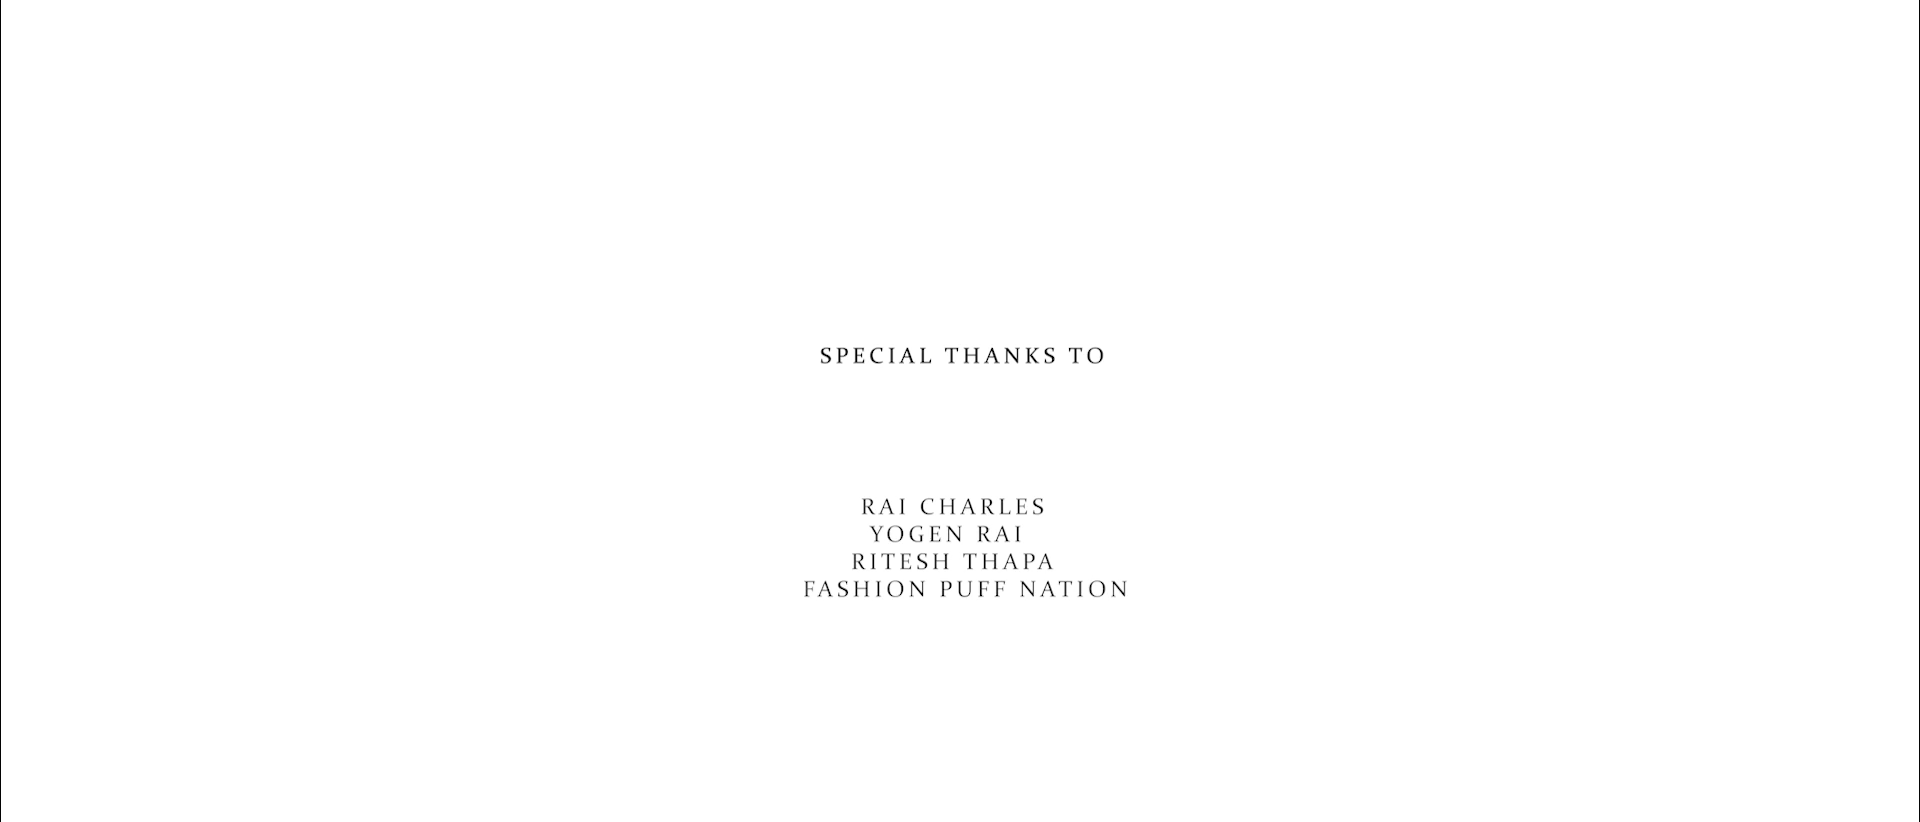 SPECIAL THANKS TO
RAI CHARLES
YOGEN RAI
RITESH THAPA
FASHION PUFF NATION